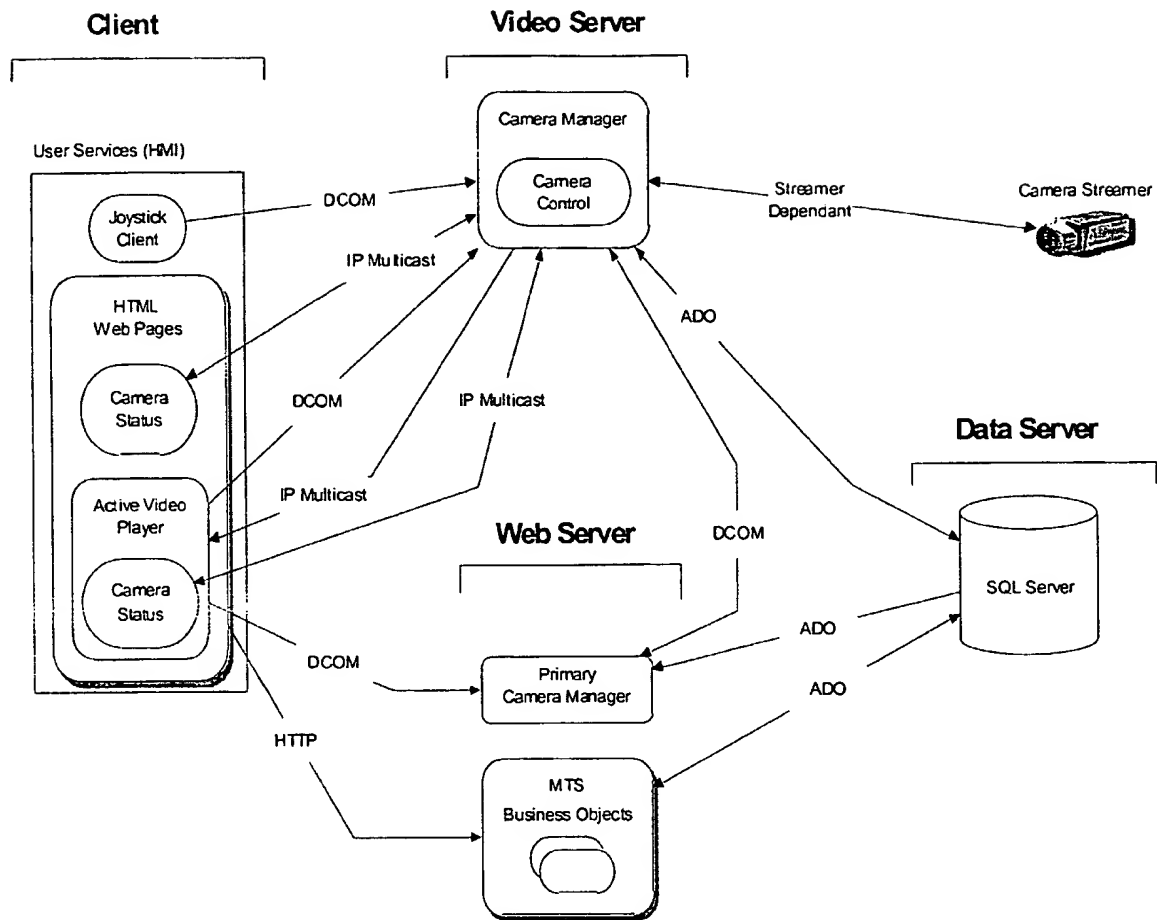 Client
Video Server
Camera Manager
User Services (HMI)
Camera
Control
DCOM
Streamer
Dependant
Camera Streamer
Joystick
Client
IP Multicast
HTML
Web Pages
ADO
Camera
Status
DCOM
IP Multicast
Data Server
Active Video
Player
IP Multicast
Web Server
DCOM
Camera
Status
SQL Server
ADO
DCOM
Primary
Camera Manager
ADO
HTTP
MTS
Business Objects